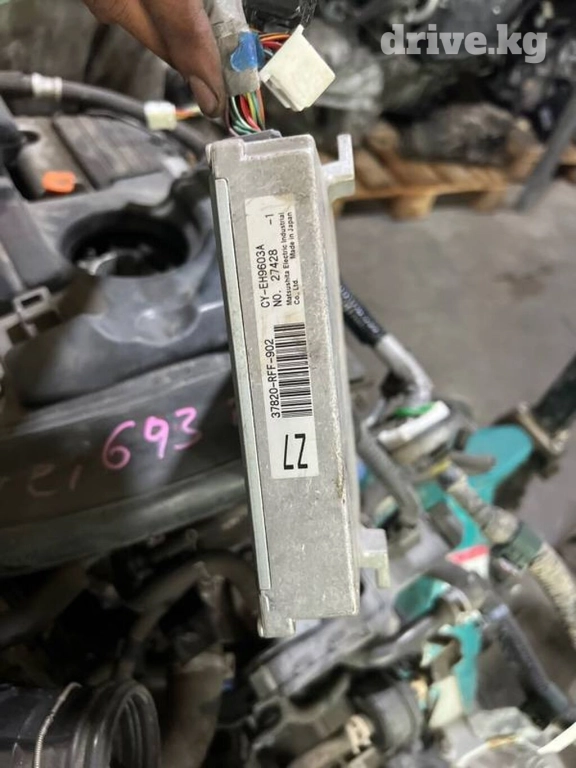 drive.kg
CY-EH9603A
NO. 27428 -1
Matsushita Electric Industrial
Co., Ltd. Made in Japan
37820-RFF-902
ZZ
693